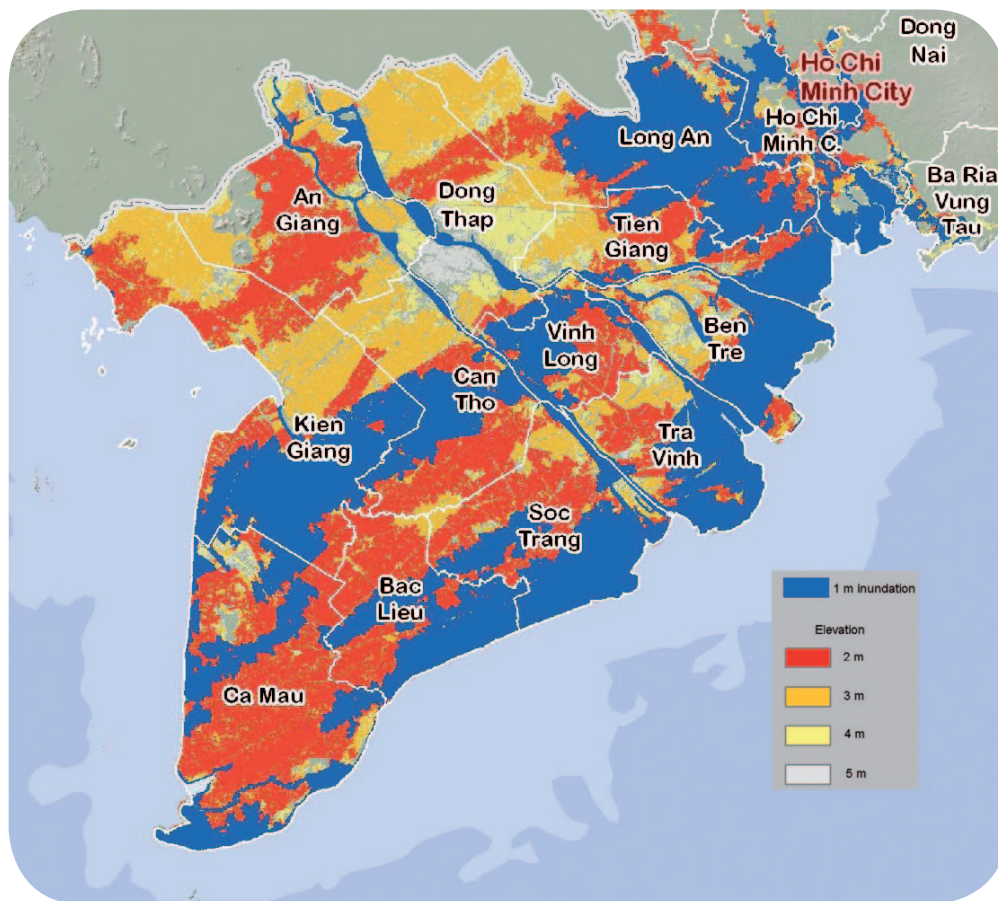 Dong
Nai
Ho Chi
Minh City
Ho Chi
Minh C.
Long An
Ba Ria
Vung
Tau
An
Giang
Dong
Thap
Tien
Giang
Ben
Tre
Vinh
Long
Can
Tho
Kien
Giang
Tra
Vinh
Soc
Trang
Bac
Lieu
Ca Mau
1 m inundation
Elevation
2 m
3 m
4 m
5 m